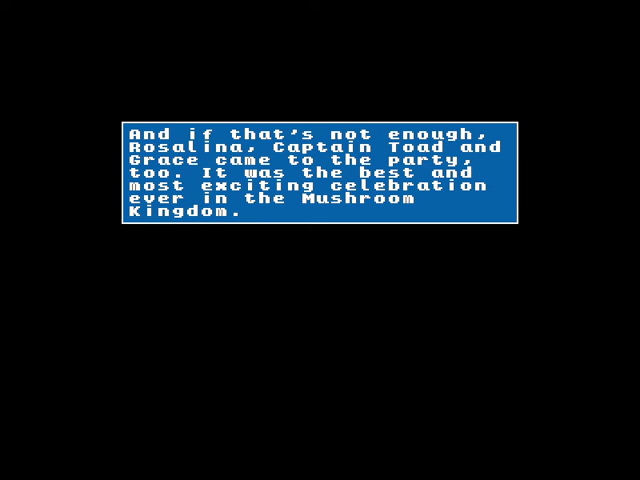 And if that's not enough,
Rosalina, Captain Toad and
Grace came to the party,
too. It was the best and
most exciting celebration
ever in the Mushroom
Kingdom.